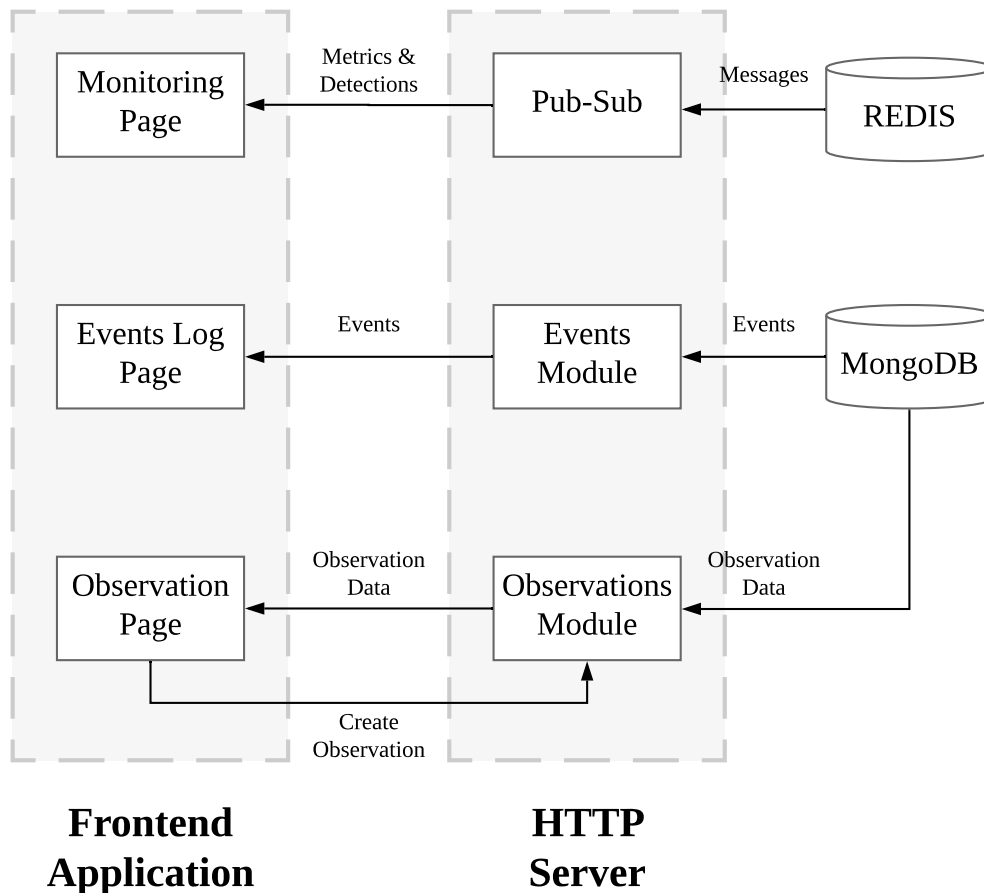 Metrics &
Detections
Messages
Monitoring
Page
Pub-Sub
REDIS
Events
Events
Events Log
Page
Events
Module
MongoDB
Observation
Data
Observation
Data
Observation
Page
Observations
Module
Create
Observation
Frontend
Application
HTTP
Server